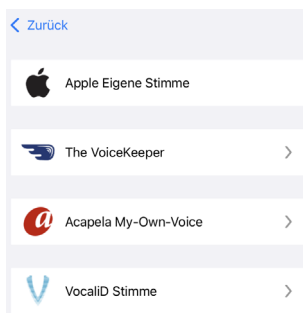 Zurück
Apple Eigene Stimme
The VoiceKeeper
Acapela My-Own-Voice
VocaliD Stimme